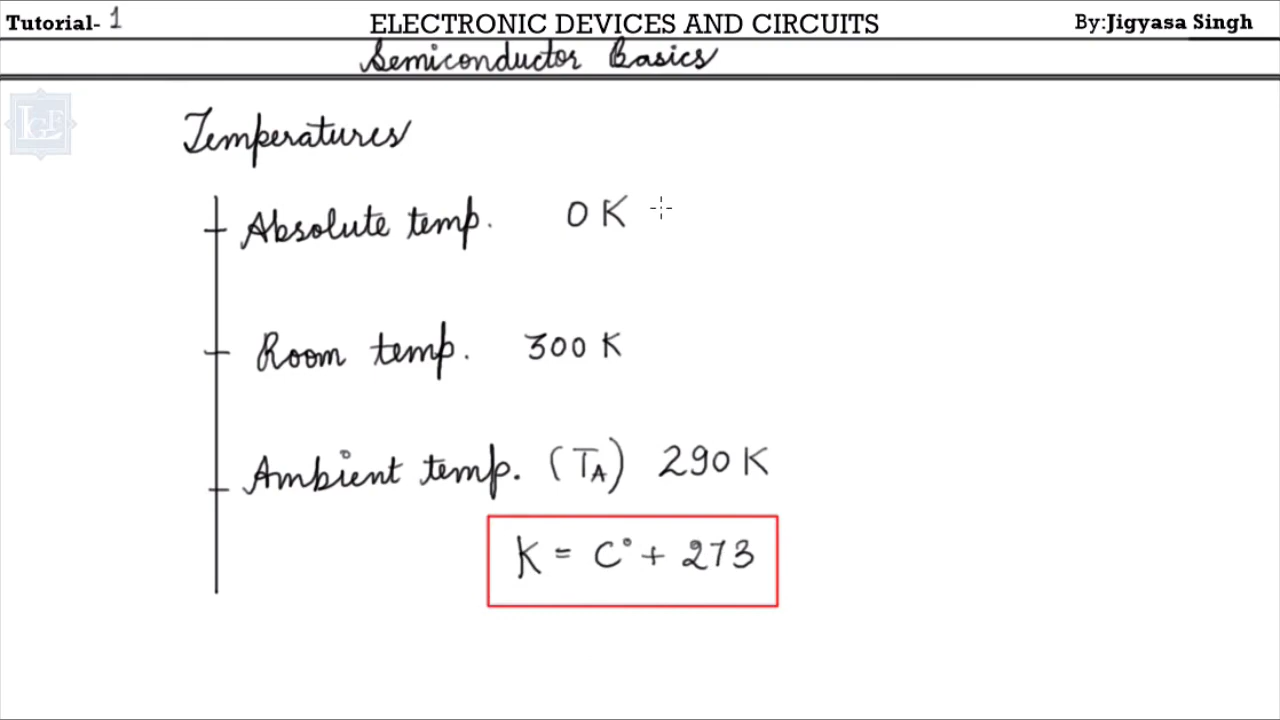 Tutorial- 1 ELECTRONIC DEVICES AND CIRCUITS By:Jigyasa Singh
Semiconductor Basics
Temperatures
Absolute temp. 0 K
Room temp. 300 K
Ambient temp. (TA) 290 K
K = C° + 273